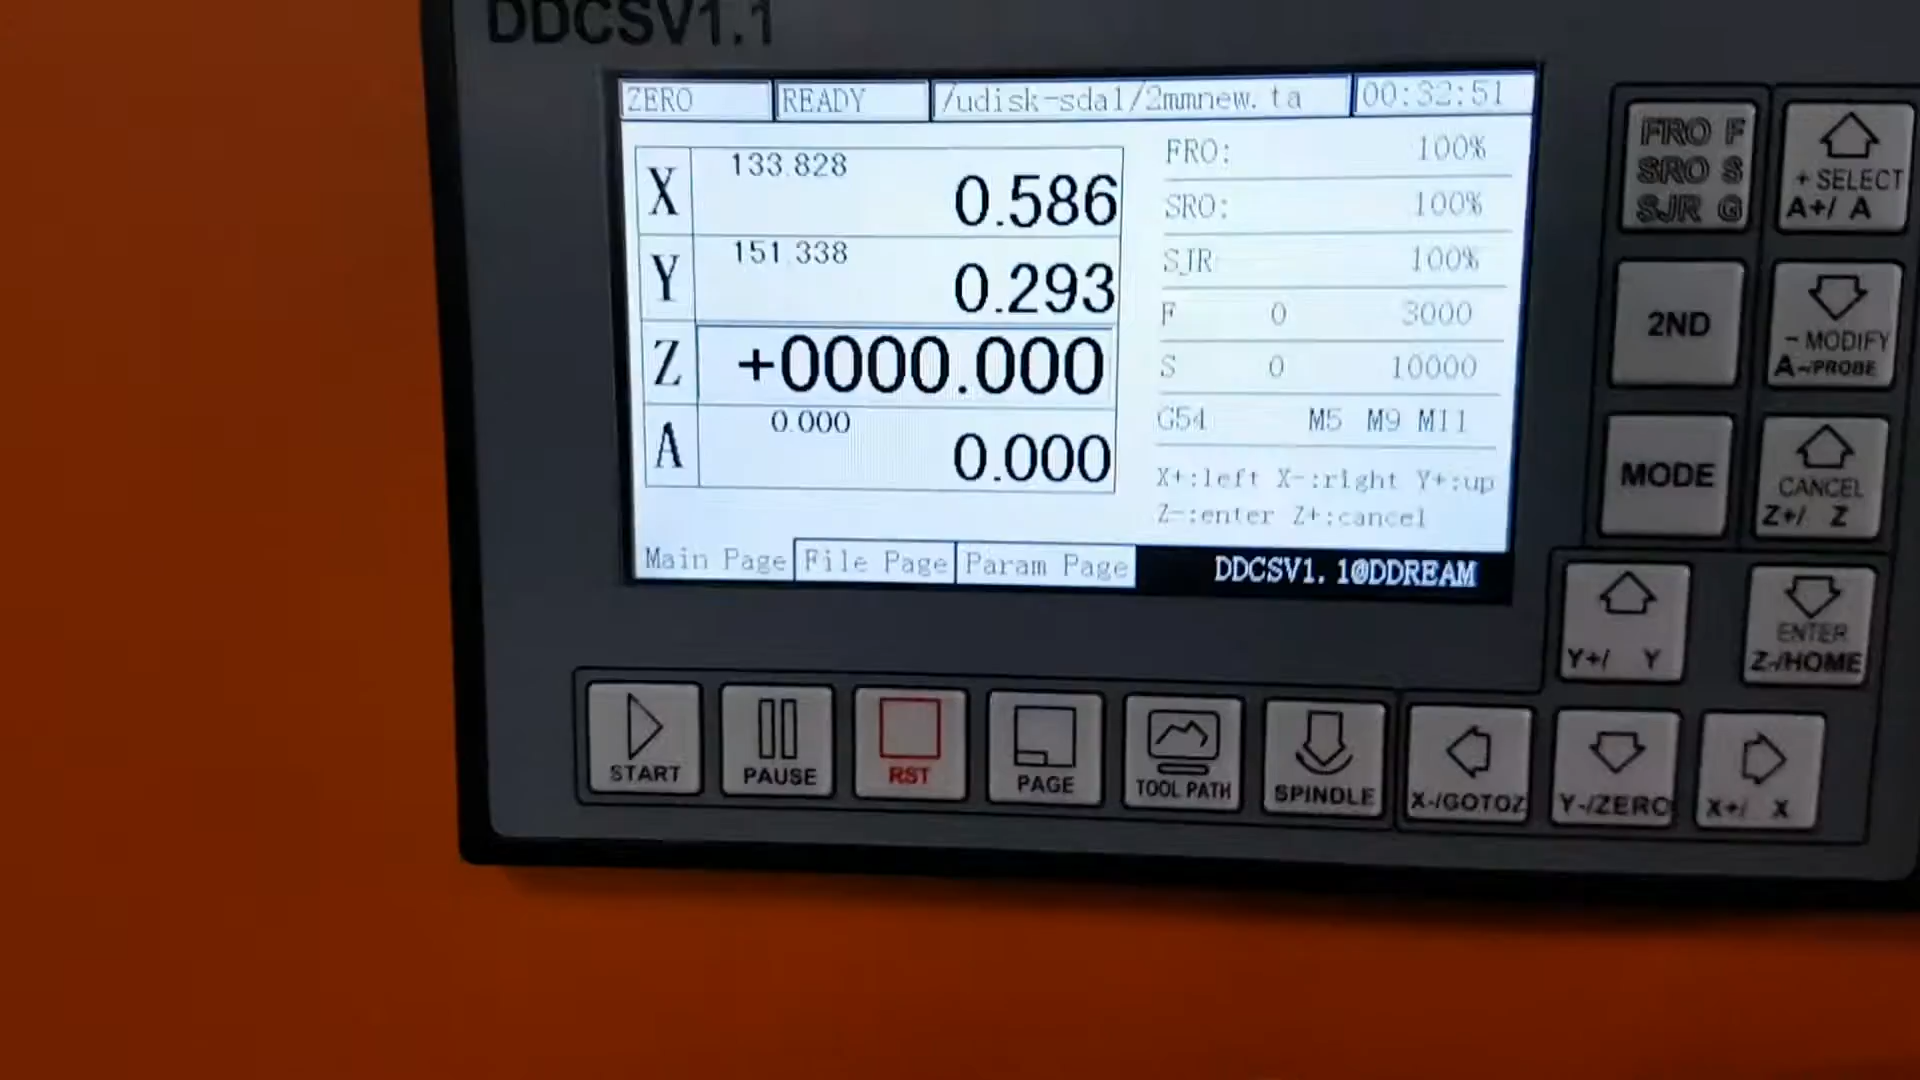 DDCSV1.1
ZERO READY /udisk-sda1/2mmnew.ta 00:32:51
X 133.828 0.586
Y 151.338 0.293
Z +0000.000
A 0.000 0.000
FRO: 100%
SRO: 100%
SJR 100%
F 0 3000
S 0 10000
G54 M5 M9 M11
X+:left X-:right Y+:up
Z-:enter Z+:cancel
Main Page File Page Param Page DDCSV1.1@DDREAM
FRO F
SRO S
SJR G
+ SELECT
A+/ A
2ND
- MODIFY
A-/PROBE
MODE
CANCEL
Z+/ Z
Y+/ Y
ENTER
Z-/HOME
START
PAUSE
RST
PAGE
TOOL PATH
SPINDLE
X-/GOTOZ
Y-/ZERO
X+/ X